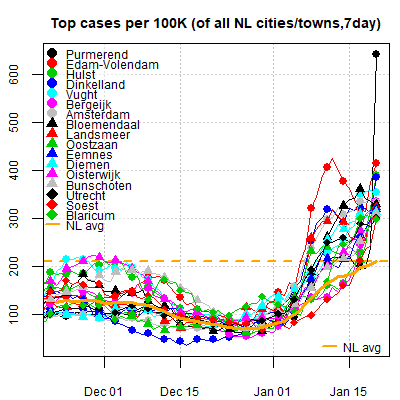 Top cases per 100K (of all NL cities/towns,7day)
Purmerend
Edam-Volendam
Hulst
Dinkelland
Vught
Bergeijk
Amsterdam
Bloemendaal
Landsmeer
Oostzaan
Eemnes
Diemen
Oisterwijk
Bunschoten
Utrecht
Soest
Blaricum
NL avg
600
500
400
300
200
100
NL avg
Dec 01
Dec 15
Jan 01
Jan 15